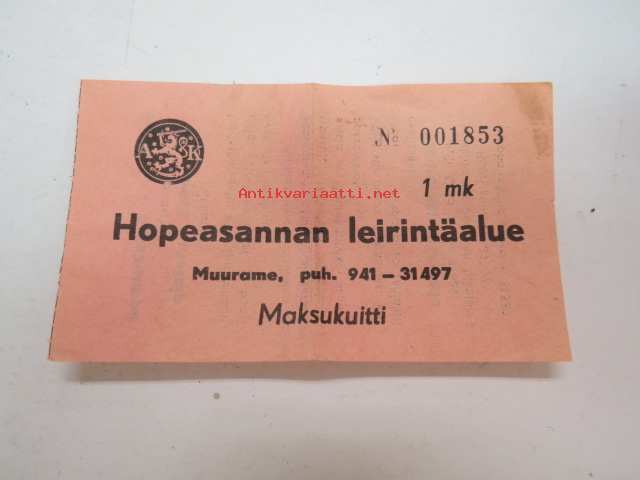 A K
№ 001853
Antikvariaatti.net
1 mk
Hopeasannan leirintäalue
Muurame, puh. 941 – 31497
Maksukuitti